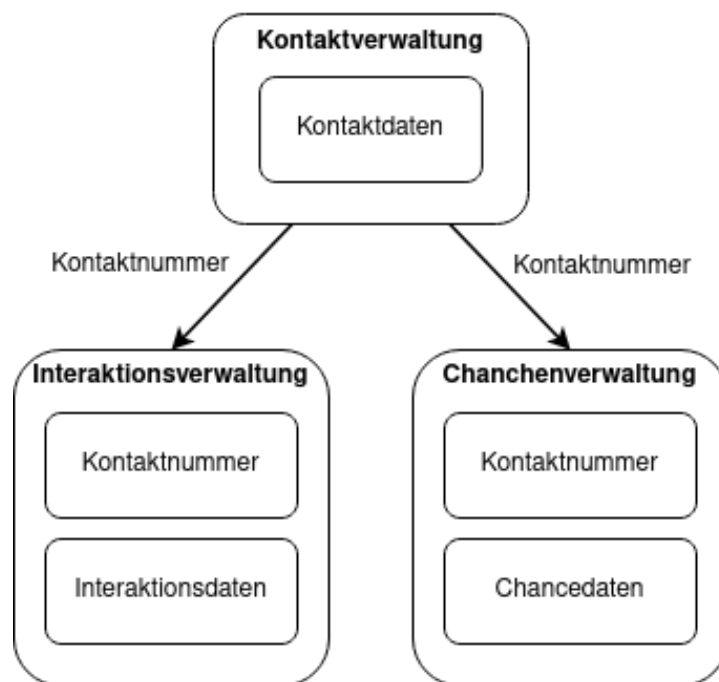 Kontaktverwaltung
Kontaktdaten
Kontaktnummer
Kontaktnummer
Interaktionsverwaltung
Kontaktnummer
Interaktionsdaten
Chanchenverwaltung
Kontaktnummer
Chancedaten